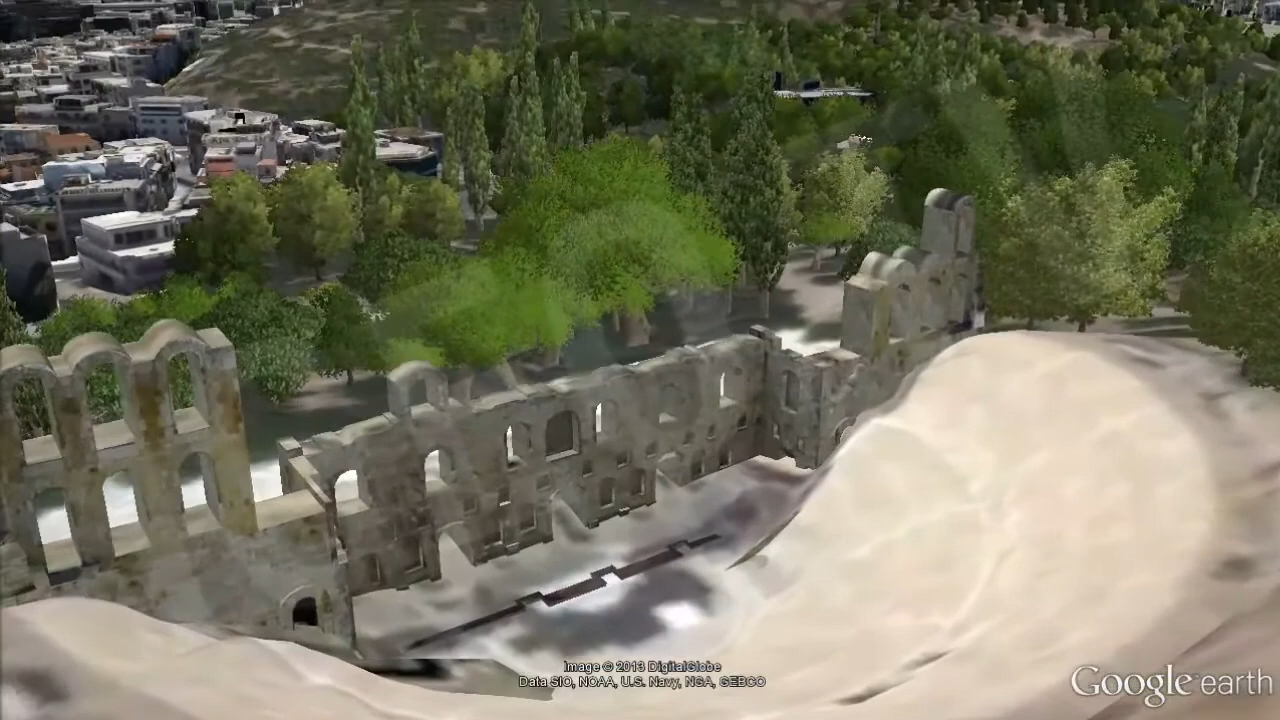 Image © 2013 DigitalGlobe
Data SIO, NOAA, U.S. Navy, NGA, GEBCO
Google earth